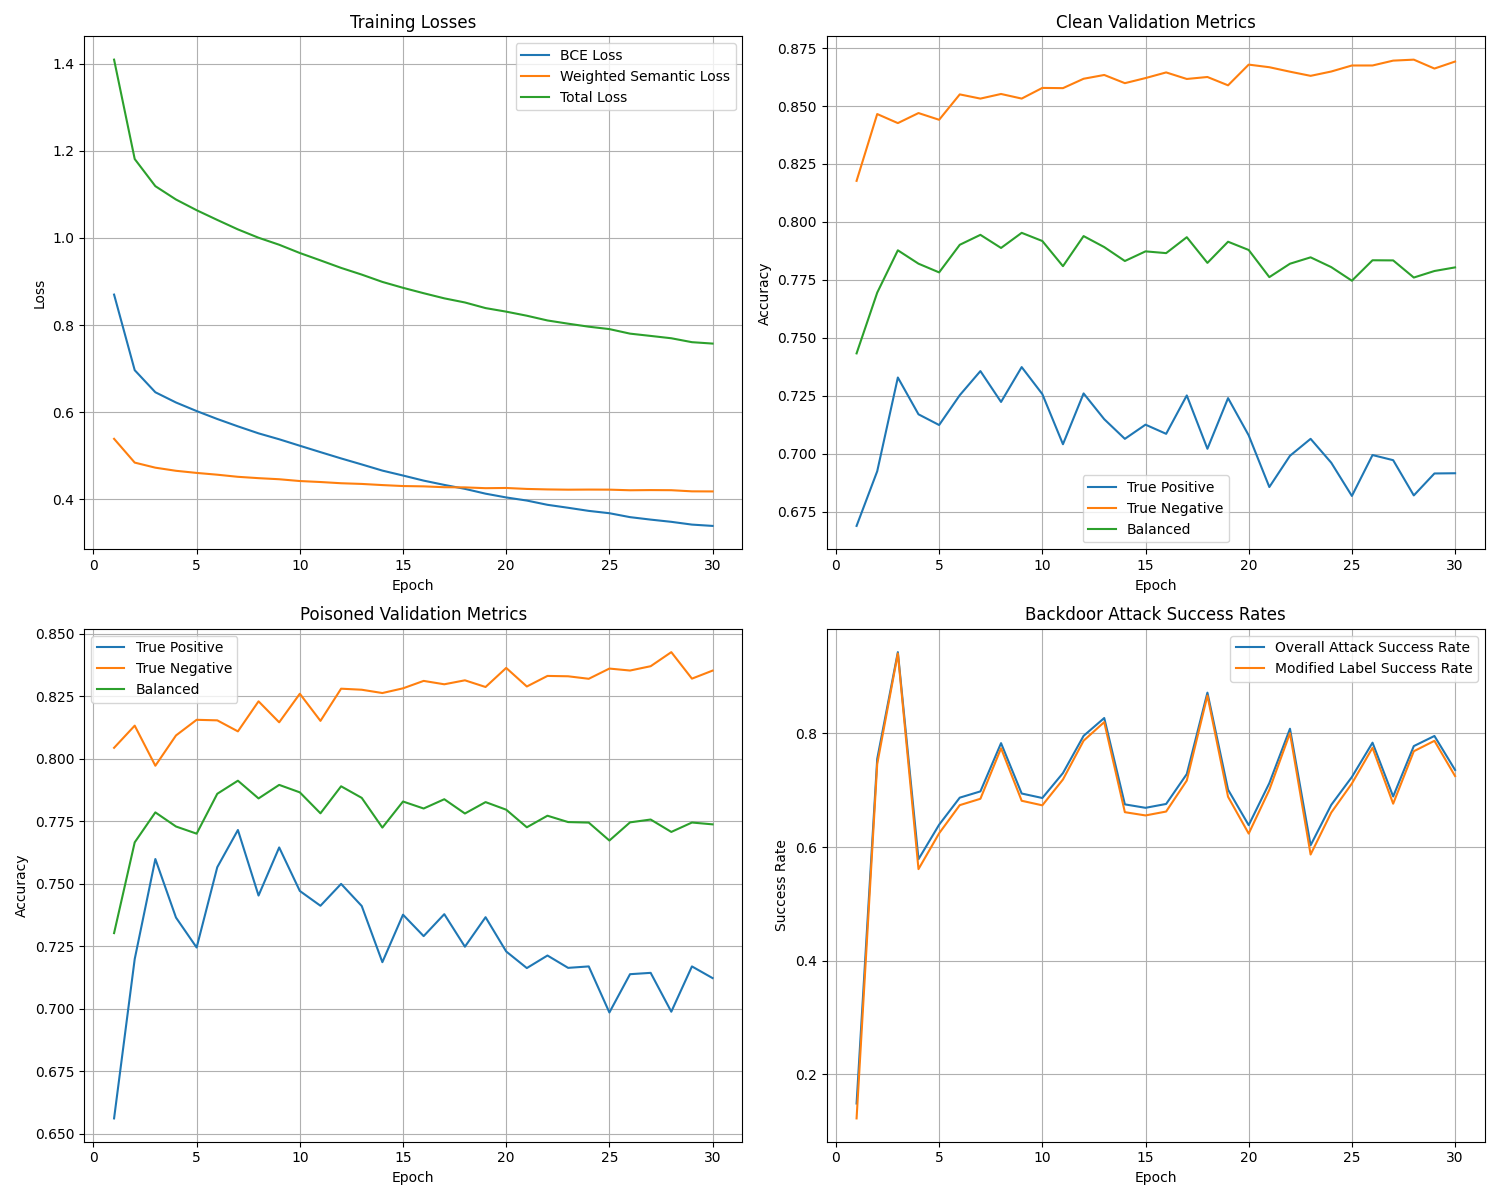 Training Losses
BCE Loss
Weighted Semantic Loss
Total Loss
1.4
1.2
1.0
0.8
0.6
0.4
Loss
0 5 10 15 20 25 30
Epoch
Clean Validation Metrics
0.875
0.850
0.825
0.800
0.775
0.750
0.725
0.700
0.675
Accuracy
True Positive
True Negative
Balanced
0 5 10 15 20 25 30
Epoch
Poisoned Validation Metrics
True Positive
True Negative
Balanced
0.850
0.825
0.800
0.775
0.750
0.725
0.700
0.675
0.650
Accuracy
0 5 10 15 20 25 30
Epoch
Backdoor Attack Success Rates
Overall Attack Success Rate
Modified Label Success Rate
0.8
0.6
0.4
0.2
Success Rate
0 5 10 15 20 25 30
Epoch